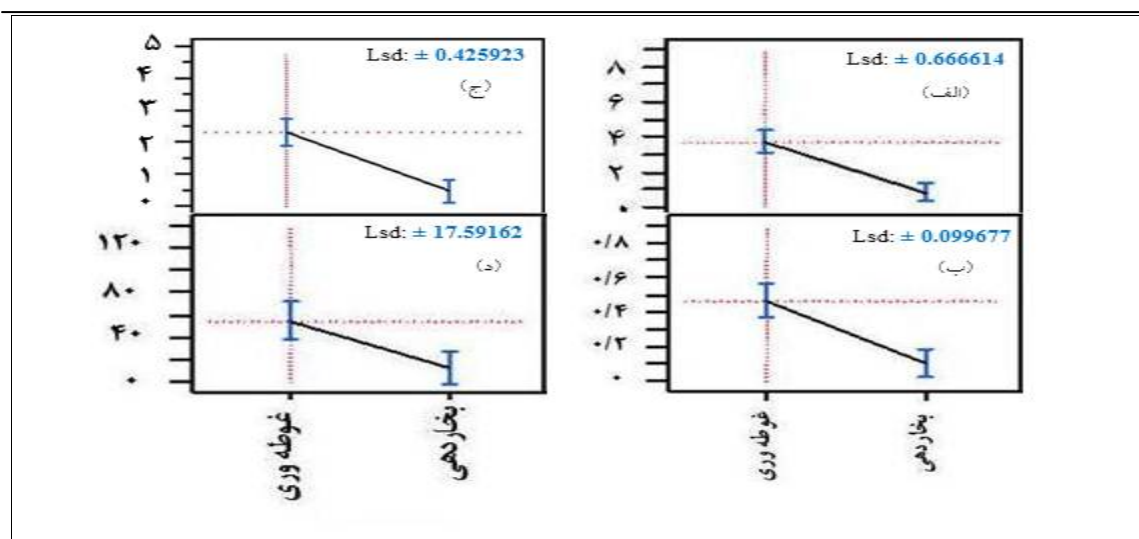 Lsd: ± 0.666614
(الف)
۸
۶
۴
۲
۰
Lsd: ± 0.425923
(ج)
۵
۴
۳
۲
۱
۰
Lsd: ± 0.099677
(ب)
۰/۸
۰/۶
۰/۴
۰/۲
۰
غوطه وری
بخاردهی
Lsd: ± 17.59162
(د)
۱۲۰
۸۰
۴۰
۰
غوطه وری
بخاردهی